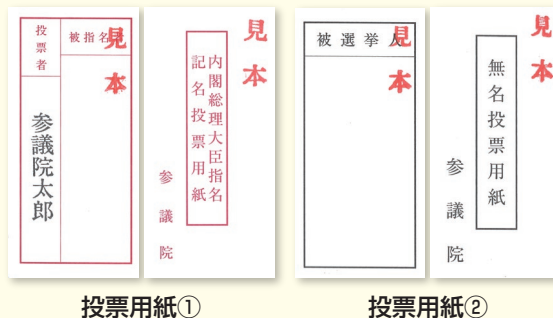 投票者
被指名
見本
参議院太郎
見本
内閣総理大臣指名
記名投票用紙
参議院
被選挙人
見本
見本
無名投票用紙
参議院
投票用紙①
投票用紙②